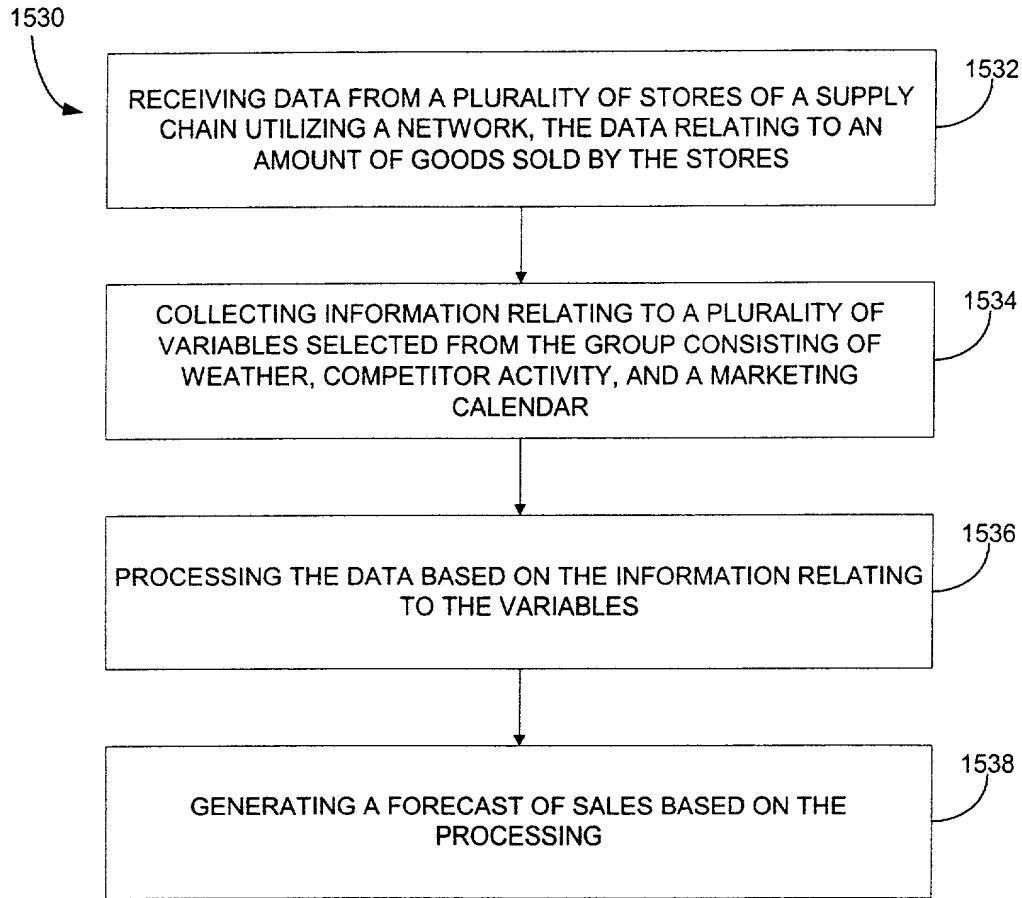 1530
1532
RECEIVING DATA FROM A PLURALITY OF STORES OF A SUPPLY
CHAIN UTILIZING A NETWORK, THE DATA RELATING TO AN
AMOUNT OF GOODS SOLD BY THE STORES
1534
COLLECTING INFORMATION RELATING TO A PLURALITY OF
VARIABLES SELECTED FROM THE GROUP CONSISTING OF
WEATHER, COMPETITOR ACTIVITY, AND A MARKETING
CALENDAR
1536
PROCESSING THE DATA BASED ON THE INFORMATION RELATING
TO THE VARIABLES
1538
GENERATING A FORECAST OF SALES BASED ON THE
PROCESSING